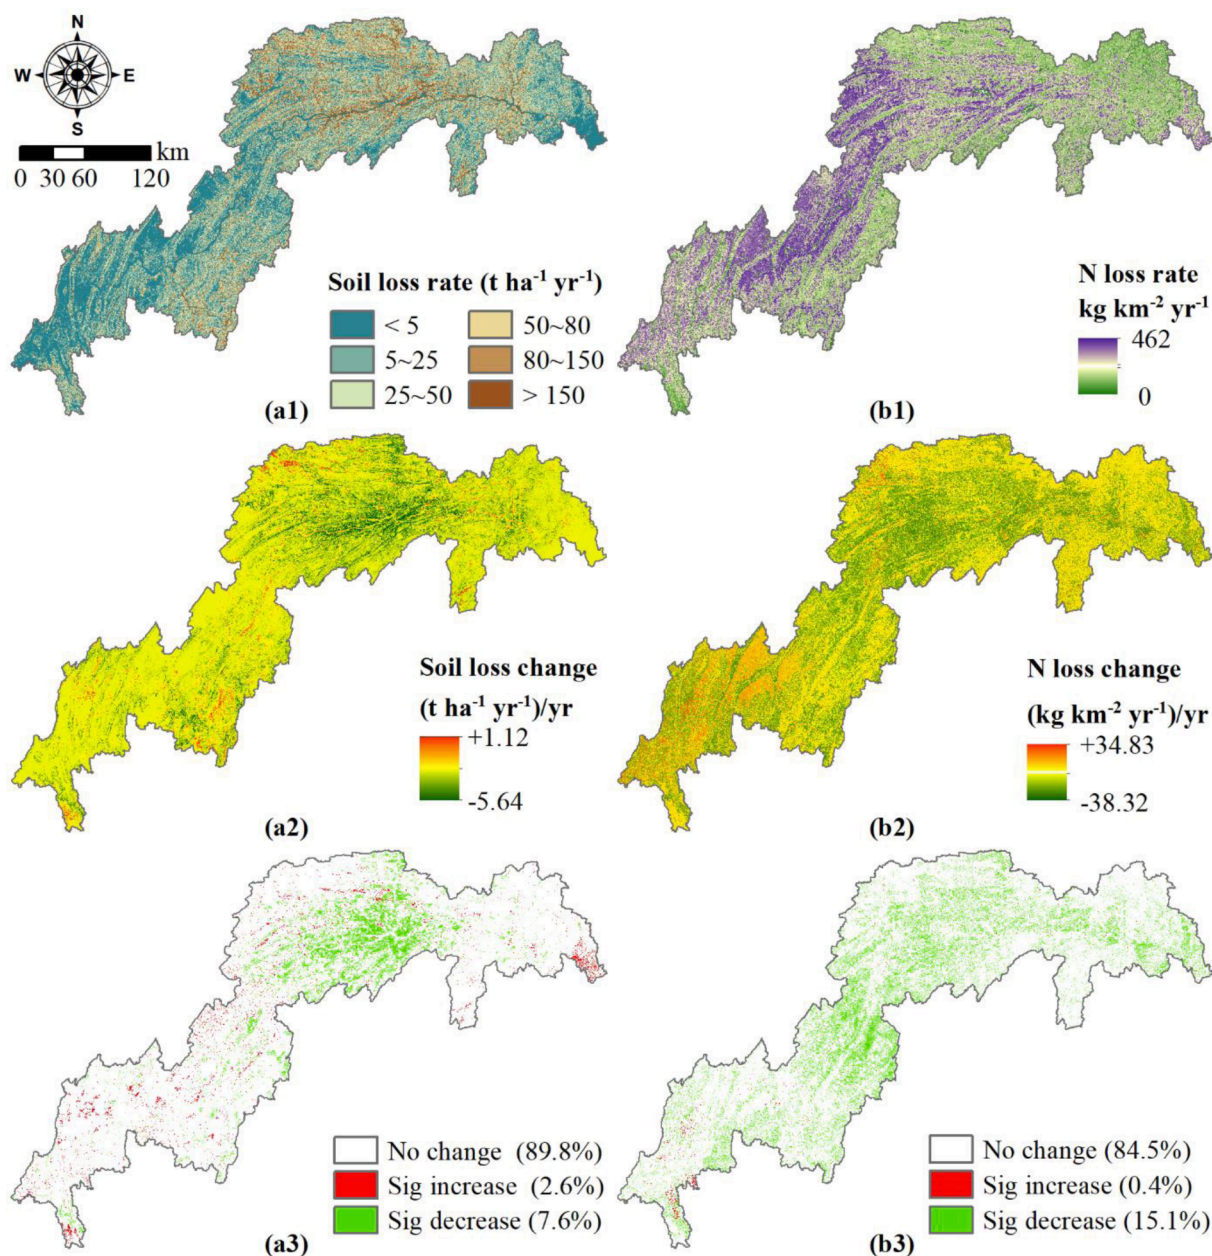 N
W E
S
km
0 30 60 120
Soil loss rate (t ha⁻¹ yr⁻¹)
< 5 50~80
5~25 80~150
25~50 > 150
(a1)
N loss rate
kg km⁻² yr⁻¹
462
0
(b1)
Soil loss change
(t ha⁻¹ yr⁻¹)/yr
+1.12
-5.64
(a2)
N loss change
(kg km⁻² yr⁻¹)/yr
+34.83
-38.32
(b2)
No change (89.8%)
Sig increase (2.6%)
Sig decrease (7.6%)
(a3)
No change (84.5%)
Sig increase (0.4%)
Sig decrease (15.1%)
(b3)